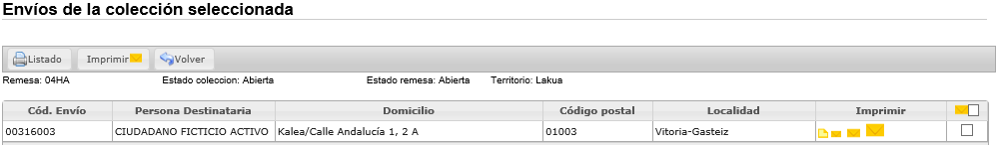 Envíos de la colección seleccionada
Listado Imprimir Volver
Remesa: 04HA Estado coleccion: Abierta Estado remesa: Abierta Territorio: Lakua
Cód. Envío Persona Destinataria Domicilio Código postal Localidad Imprimir
00316003 CIUDADANO FICTICIO ACTIVO Kalea/Calle Andalucía 1, 2 A 01003 Vitoria-Gasteiz